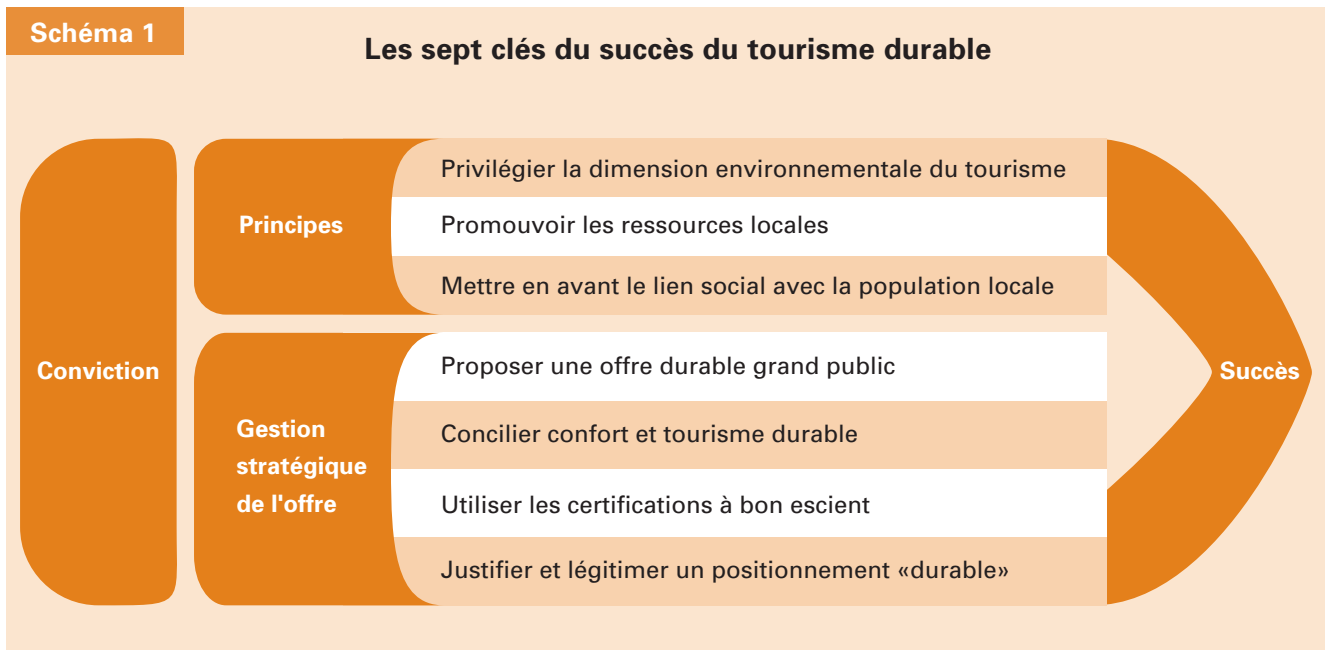 Schéma 1
Les sept clés du succès du tourisme durable
Conviction
Principes
Privilégier la dimension environnementale du tourisme
Promouvoir les ressources locales
Mettre en avant le lien social avec la population locale
Gestion
stratégique
de l'offre
Proposer une offre durable grand public
Concilier confort et tourisme durable
Utiliser les certifications à bon escient
Justifier et légitimer un positionnement «durable»
Succès